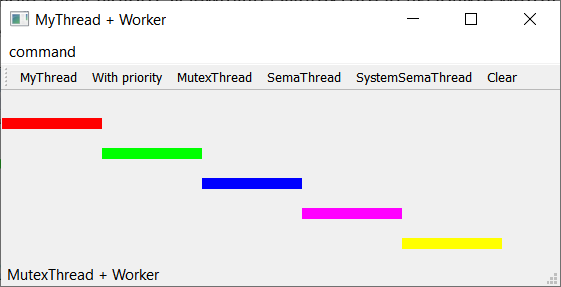 MyThread + Worker
command
MyThread With priority MutexThread SemaThread SystemSemaThread Clear
MutexThread + Worker